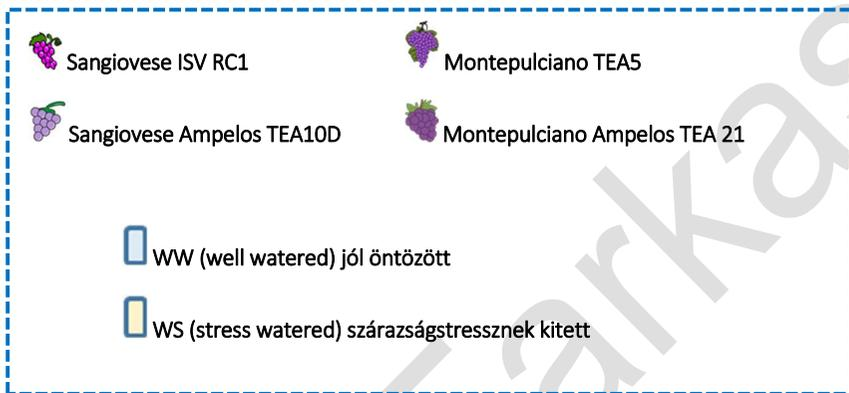 Sangiovese ISV RC1
Montepulciano TEA5
Sangiovese Ampelos TEA10D
Montepulciano Ampelos TEA 21
WW (well watered) jól öntözött
WS (stress watered) szárazságstressznek kitett
Farkas